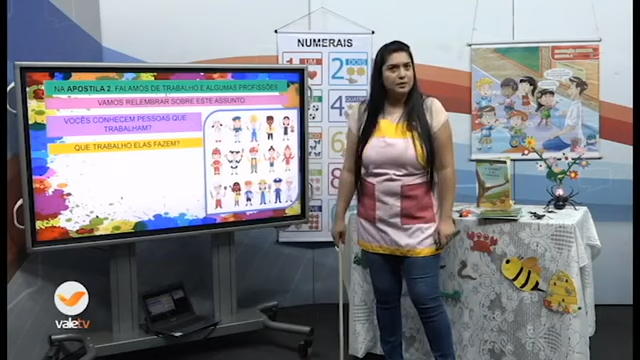 NUMERAIS
1 UM
2 DOIS
4
6
8
NA APOSTILA 2, FALAMOS DE TRABALHO E ALGUMAS PROFISSÕES
VAMOS RELEMBRAR SOBRE ESTE ASSUNTO
VOCÊS CONHECEM PESSOAS QUE
TRABALHAM?
QUE TRABALHO ELAS FAZEM?
valetv